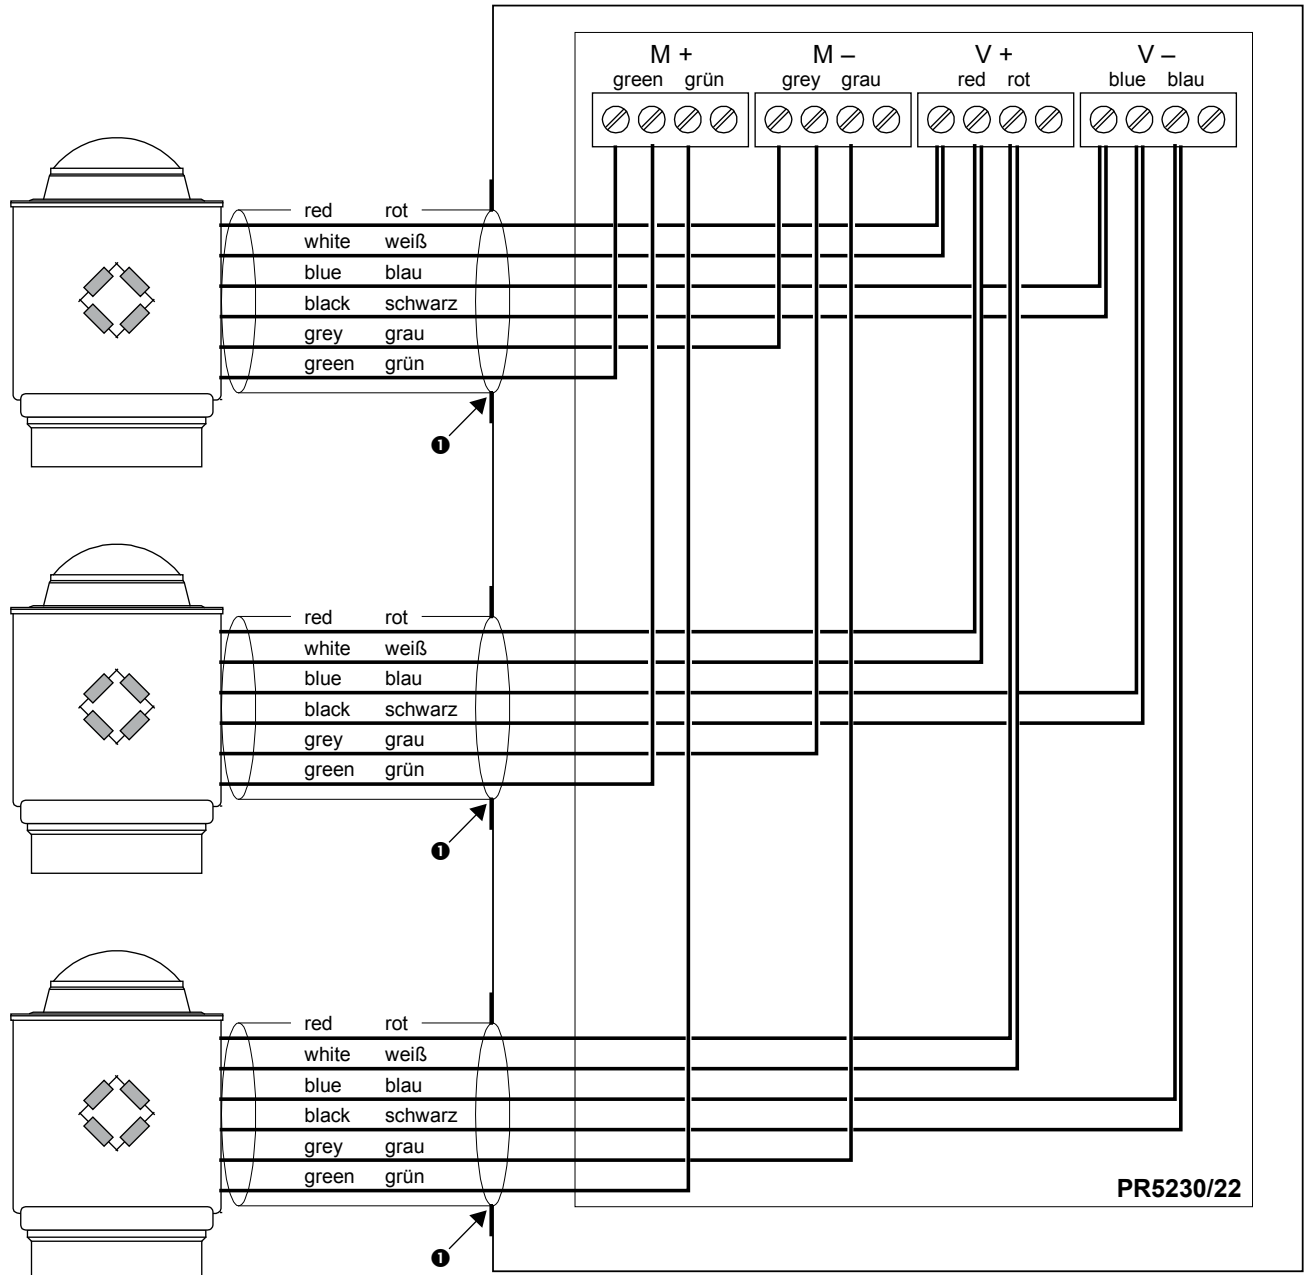 M + M – V + V –
green grün grey grau red rot blue blau
red rot
white weiß
blue blau
black schwarz
grey grau
green grün
❶
red rot
white weiß
blue blau
black schwarz
grey grau
green grün
❶
red rot
white weiß
blue blau
black schwarz
grey grau
green grün
PR5230/22
❶